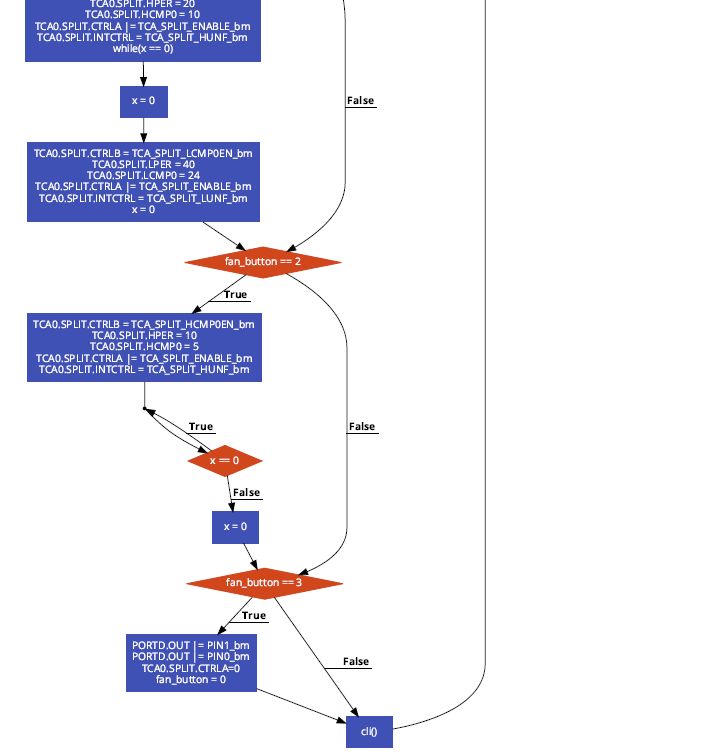 TCA0.SPLIT.HPER = 20
TCA0.SPLIT.HCMP0 = 10
TCA0.SPLIT.CTRLA |= TCA_SPLIT_ENABLE_bm
TCA0.SPLIT.INTCTRL = TCA_SPLIT_HUNF_bm
while(x == 0)
False
x = 0
TCA0.SPLIT.CTRLB = TCA_SPLIT_LCMP0EN_bm
TCA0.SPLIT.LPER = 40
TCA0.SPLIT.LCMP0 = 24
TCA0.SPLIT.CTRLA |= TCA_SPLIT_ENABLE_bm
TCA0.SPLIT.INTCTRL = TCA_SPLIT_LUNF_bm
x = 0
fan_button == 2
True
TCA0.SPLIT.CTRLB = TCA_SPLIT_HCMP0EN_bm
TCA0.SPLIT.HPER = 10
TCA0.SPLIT.HCMP0 = 5
TCA0.SPLIT.CTRLA |= TCA_SPLIT_ENABLE_bm
TCA0.SPLIT.INTCTRL = TCA_SPLIT_HUNF_bm
True
False
x == 0
False
x = 0
fan_button == 3
True
PORTD.OUT |= PIN1_bm
PORTD.OUT |= PIN0_bm
TCA0.SPLIT.CTRLA=0
fan_button = 0
False
cli()